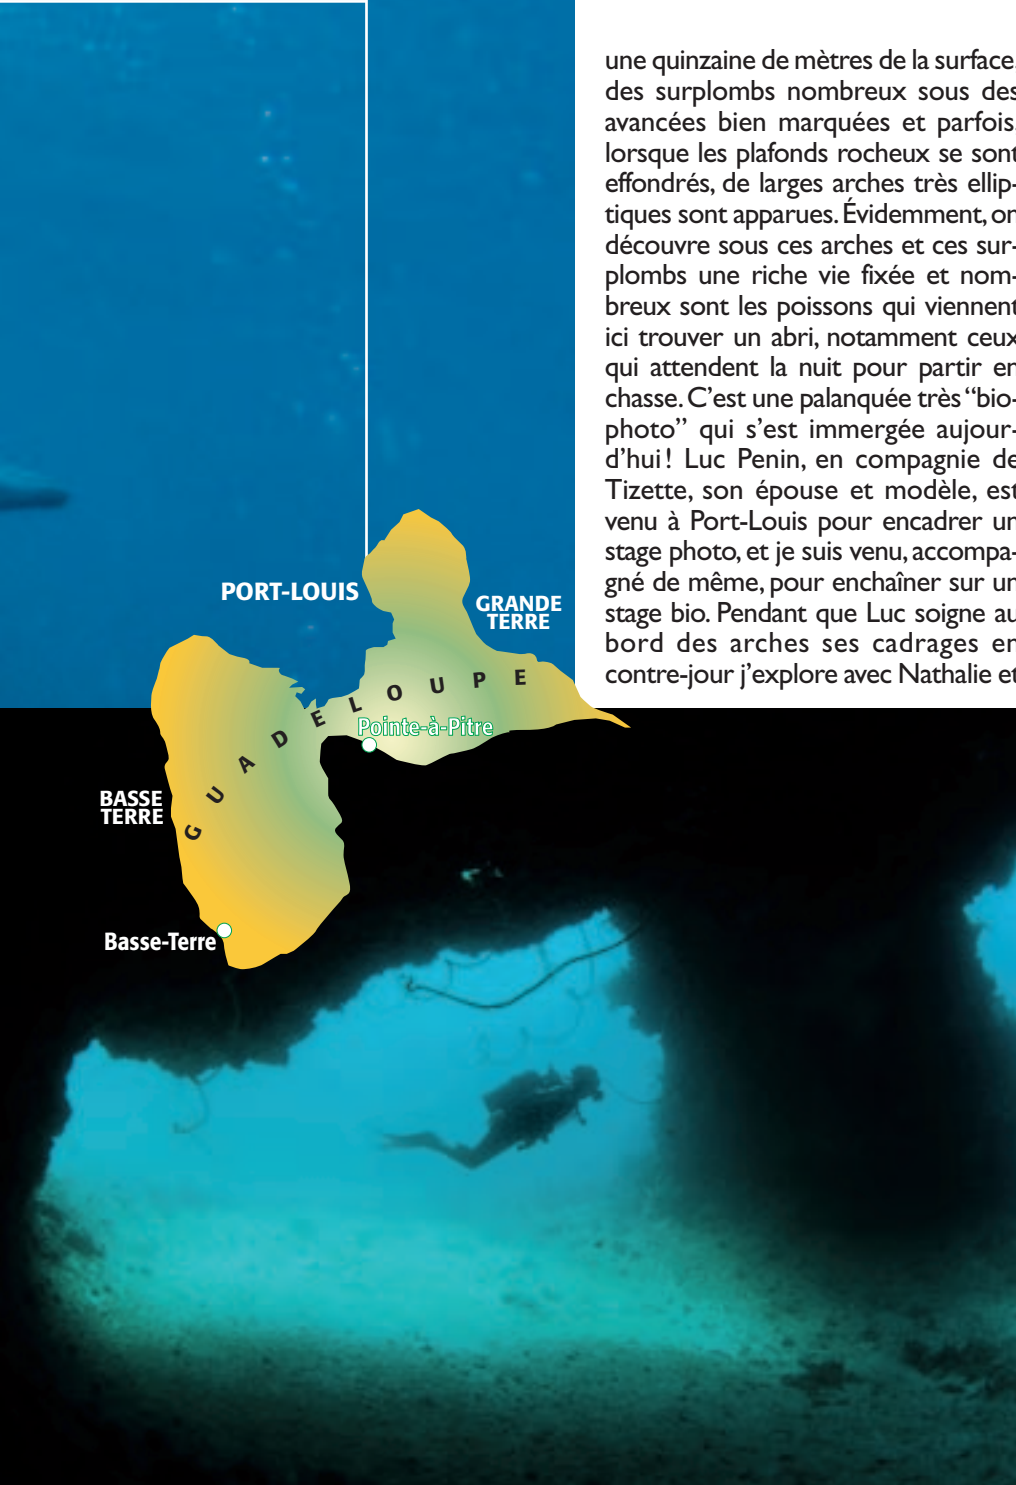 une quinzaine de mètres de la surface,
des surplombs nombreux sous des
avancées bien marquées et parfois,
lorsque les plafonds rocheux se sont
effondrés, de larges arches très ellip-
tiques sont apparues. Évidemment, on
découvre sous ces arches et ces sur-
plombs une riche vie fixée et nom-
breux sont les poissons qui viennent
ici trouver un abri, notamment ceux
qui attendent la nuit pour partir en
chasse. C’est une palanquée très “bio-
photo” qui s’est immergée aujour-
d’hui ! Luc Penin, en compagnie de
Tizette, son épouse et modèle, est
venu à Port-Louis pour encadrer un
stage photo, et je suis venu, accompa-
gné de même, pour enchaîner sur un
stage bio. Pendant que Luc soigne au
bord des arches ses cadrages en
contre-jour j’explore avec Nathalie et
PORT-LOUIS
GRANDE
TERRE
GUADELOUPE
Pointe-à-Pitre
BASSE
TERRE
Basse-Terre